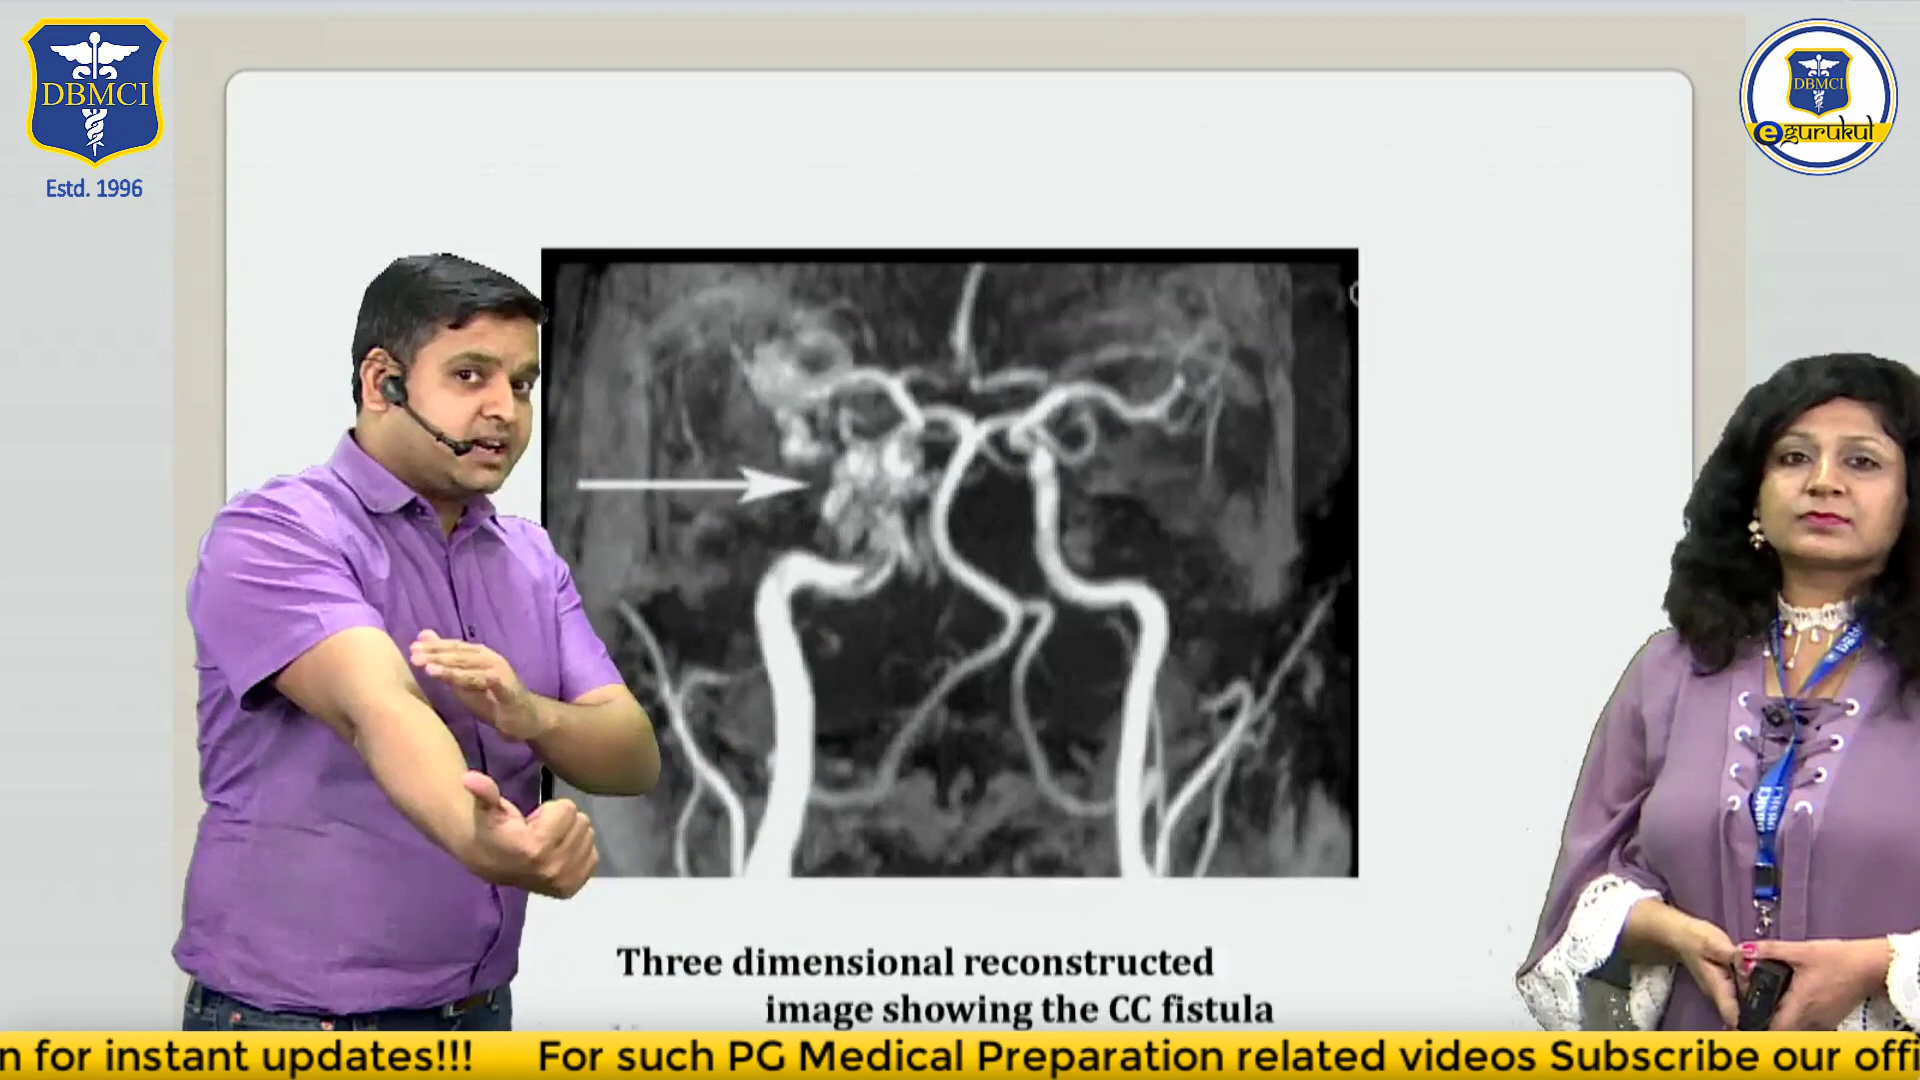 DBMCI
Estd. 1996
DBMCI
egurukul
Three dimensional reconstructed
image showing the CC fistula
n for instant updates!!! For such PG Medical Preparation related videos Subscribe our offi